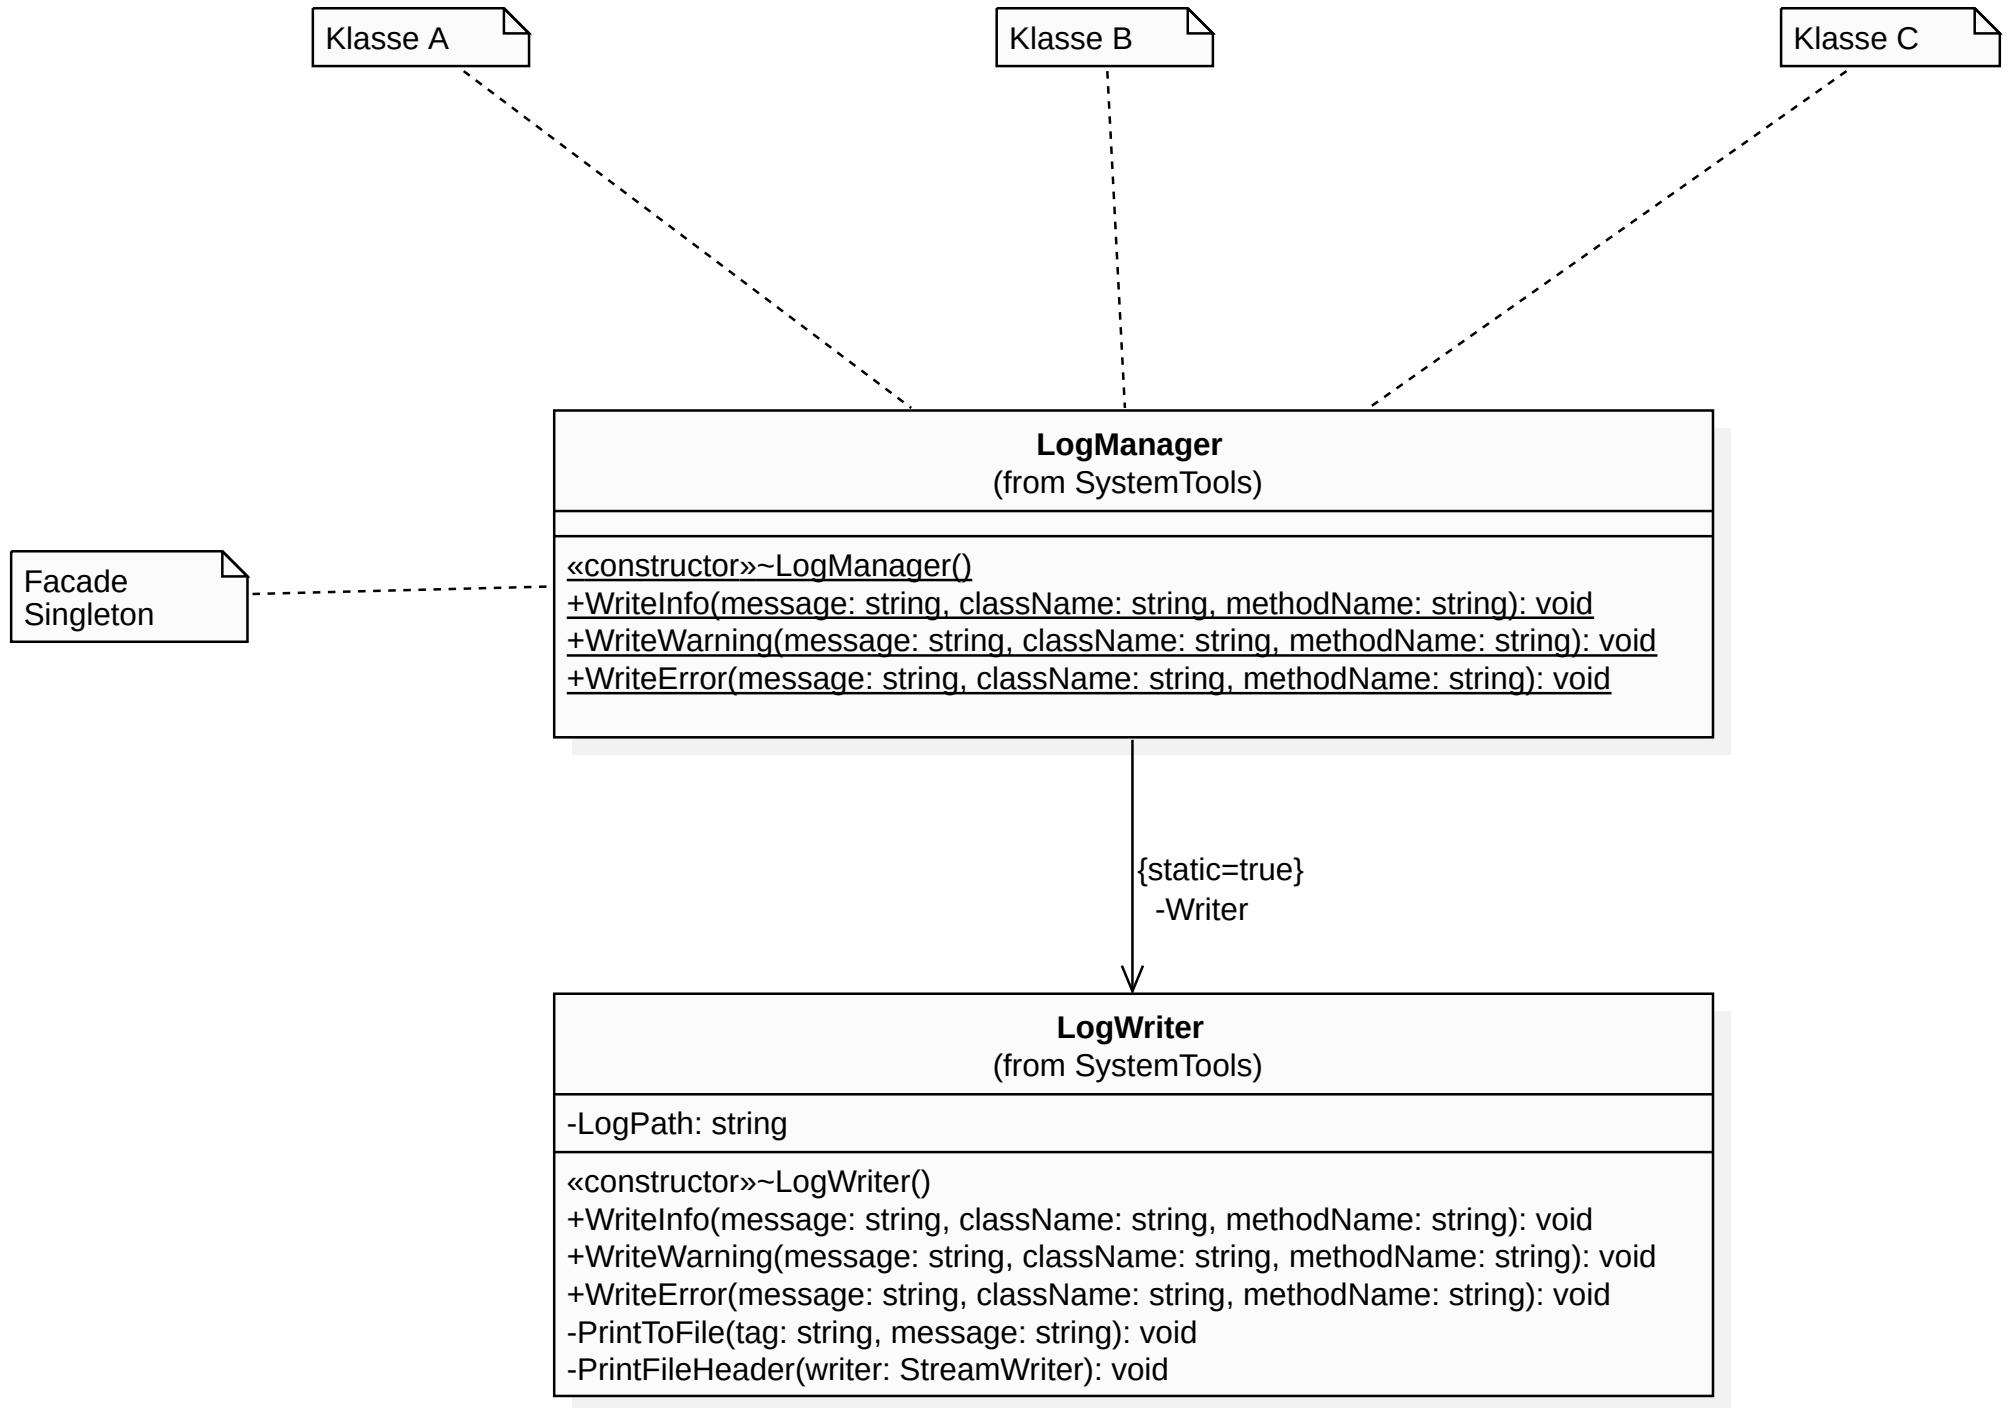 Klasse A
Klasse B
Klasse C
LogManager
(from SystemTools)
«constructor»~LogManager()
+WriteInfo(message: string, className: string, methodName: string): void
+WriteWarning(message: string, className: string, methodName: string): void
+WriteError(message: string, className: string, methodName: string): void
Facade
Singleton
{static=true}
-Writer
LogWriter
(from SystemTools)
-LogPath: string
«constructor»~LogWriter()
+WriteInfo(message: string, className: string, methodName: string): void
+WriteWarning(message: string, className: string, methodName: string): void
+WriteError(message: string, className: string, methodName: string): void
-PrintToFile(tag: string, message: string): void
-PrintFileHeader(writer: StreamWriter): void